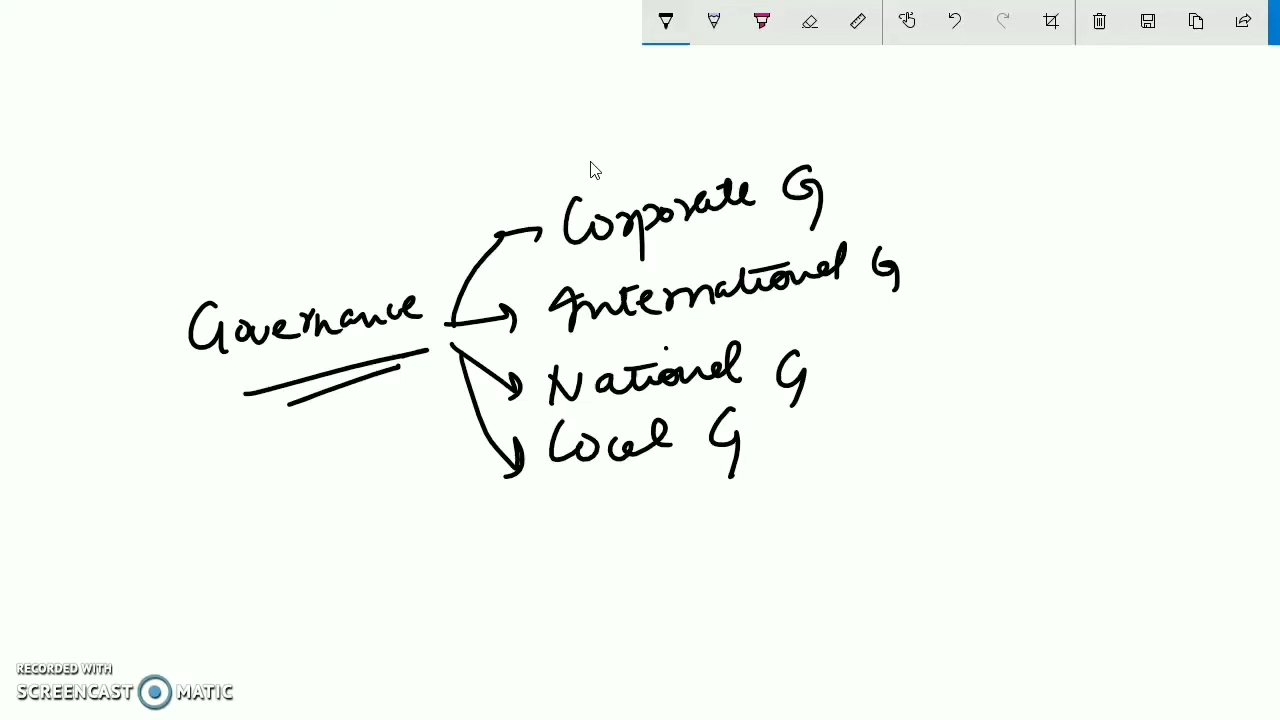 Corporate G
International G
Governance
National G
Local G
RECORDED WITH
SCREENCAST MATIC